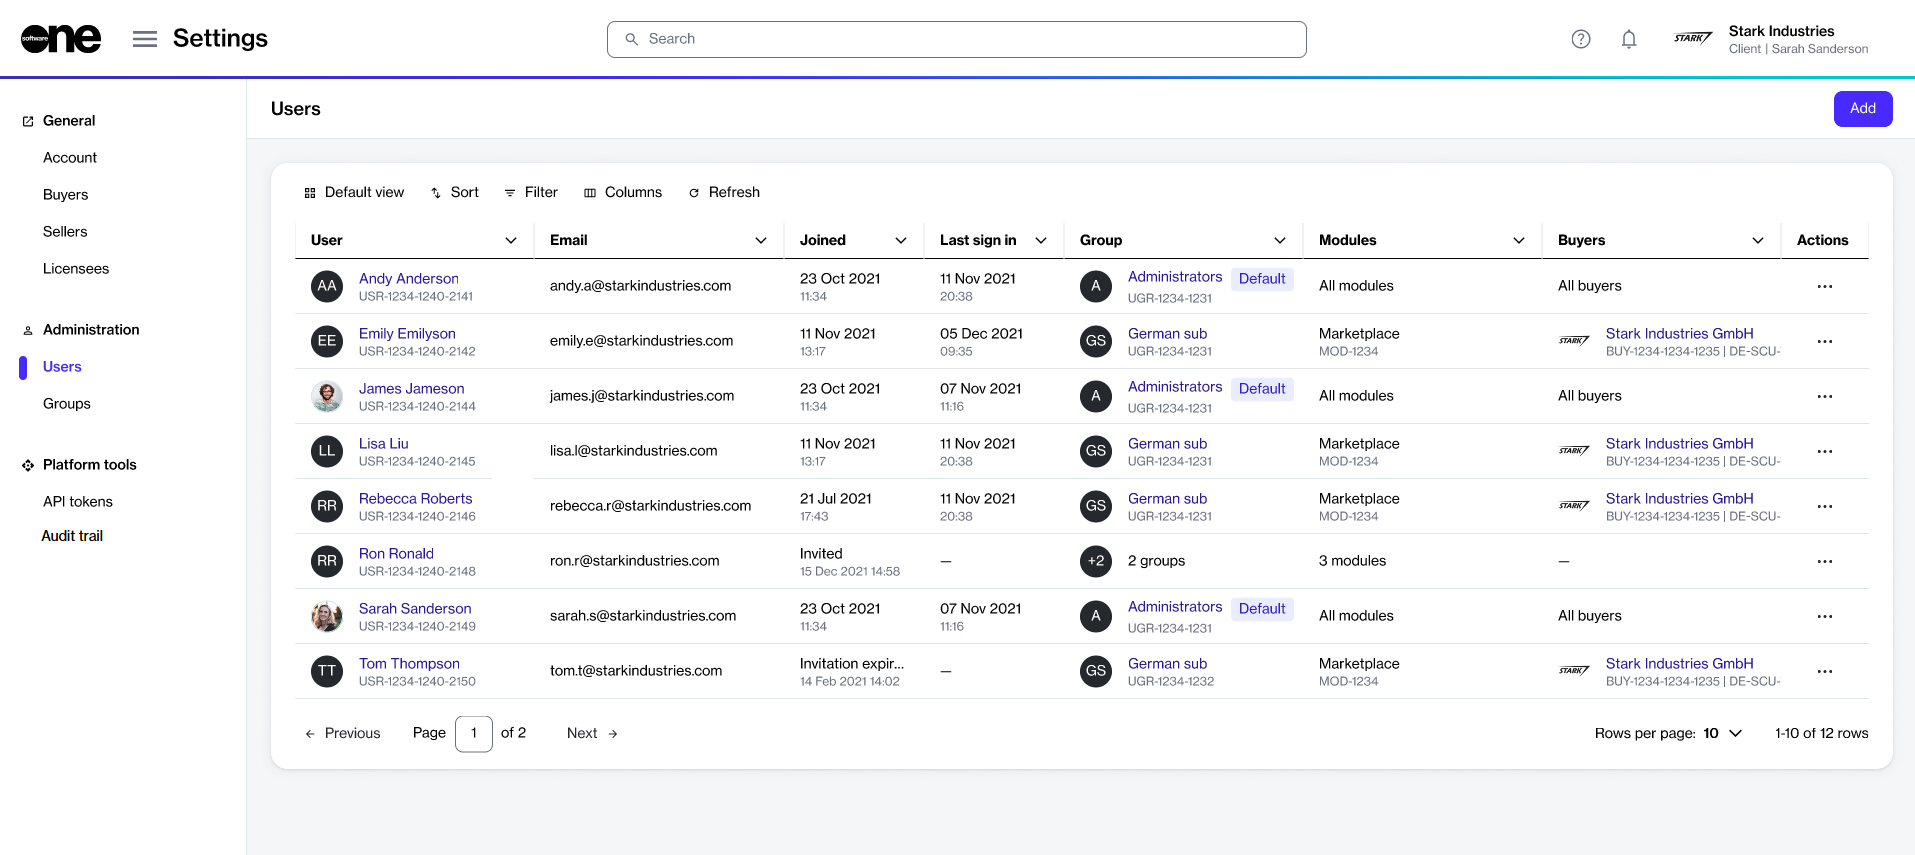 software one
Settings
Search
Stark Industries
Client | Sarah Sanderson
STARK
General
Account
Buyers
Sellers
Licensees
Administration
Users
Groups
Platform tools
API tokens
Audit trail
Users
Add
Default view Sort Filter Columns Refresh
User Email Joined Last sign in Group Modules Buyers Actions
AA Andy Anderson andy.a@starkindustries.com 23 Oct 2021 11 Nov 2021 A Administrators Default All modules All buyers
USR-1234-1240-2141 11:34 20:38 UGR-1234-1231
EE Emily Emilyson emily.e@starkindustries.com 11 Nov 2021 05 Dec 2021 GS German sub Marketplace STARK Stark Industries GmbH
USR-1234-1240-2142 13:17 09:35 UGR-1234-1231 MOD-1234 BUY-1234-1234-1235 | DE-SCU-
James Jameson james.j@starkindustries.com 23 Oct 2021 07 Nov 2021 A Administrators Default All modules All buyers
USR-1234-1240-2144 11:34 11:16 UGR-1234-1231
LL Lisa Liu lisa.l@starkindustries.com 11 Nov 2021 11 Nov 2021 GS German sub Marketplace STARK Stark Industries GmbH
USR-1234-1240-2145 13:17 20:38 UGR-1234-1231 MOD-1234 BUY-1234-1234-1235 | DE-SCU-
RR Rebecca Roberts rebecca.r@starkindustries.com 21 Jul 2021 11 Nov 2021 GS German sub Marketplace STARK Stark Industries GmbH
USR-1234-1240-2146 17:43 20:38 UGR-1234-1231 MOD-1234 BUY-1234-1234-1235 | DE-SCU-
RR Ron Ronald ron.r@starkindustries.com Invited — +2 2 groups 3 modules —
USR-1234-1240-2148 15 Dec 2021 14:58
Sarah Sanderson sarah.s@starkindustries.com 23 Oct 2021 07 Nov 2021 A Administrators Default All modules All buyers
USR-1234-1240-2149 11:34 11:16 UGR-1234-1231
TT Tom Thompson tom.t@starkindustries.com Invitation expir... — GS German sub Marketplace STARK Stark Industries GmbH
USR-1234-1240-2150 14 Feb 2021 14:02 UGR-1234-1232 MOD-1234 BUY-1234-1234-1235 | DE-SCU-
Previous Page 1 of 2 Next Rows per page: 10 1-10 of 12 rows